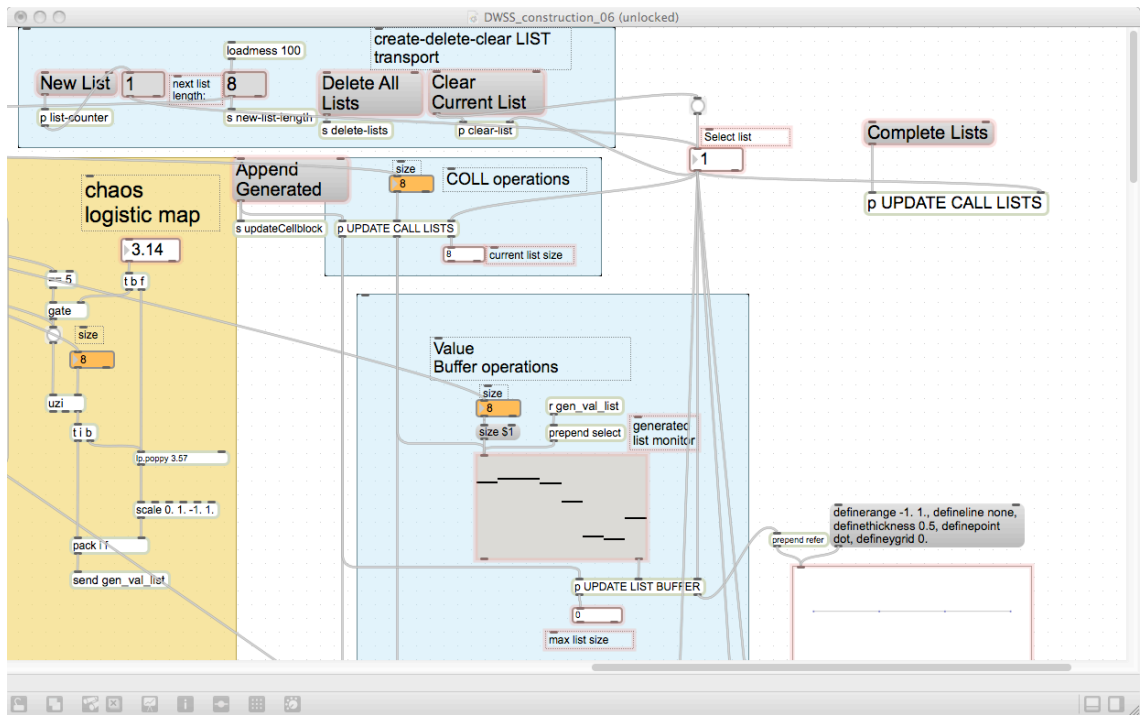 DWSS_construction_06 (unlocked)
create-delete-clear LIST
transport
loadmess 100
New List
1
next list
length:
8
Delete All
Lists
Clear
Current List
p list-counter
s new-list-length
s delete-lists
p clear-list
Select list
1
Complete Lists
p UPDATE CALL LISTS
Append
Generated
size
8
COLL operations
s updateCellblock
p UPDATE CALL LISTS
8
current list size
chaos
logistic map
3.14
== 5
t b f
gate
size
8
uzi
t i b
lp.poppy 3.57
scale 0. 1. -1. 1.
pack i f
send gen_val_list
Value
Buffer operations
size
8
r gen_val_list
size $1
prepend select
generated
list monitor
p UPDATE LIST BUFFER
0
max list size
prepend refer
definerange -1. 1., defineline none,
definethickness 0.5, definepoint
dot, defineygrid 0.